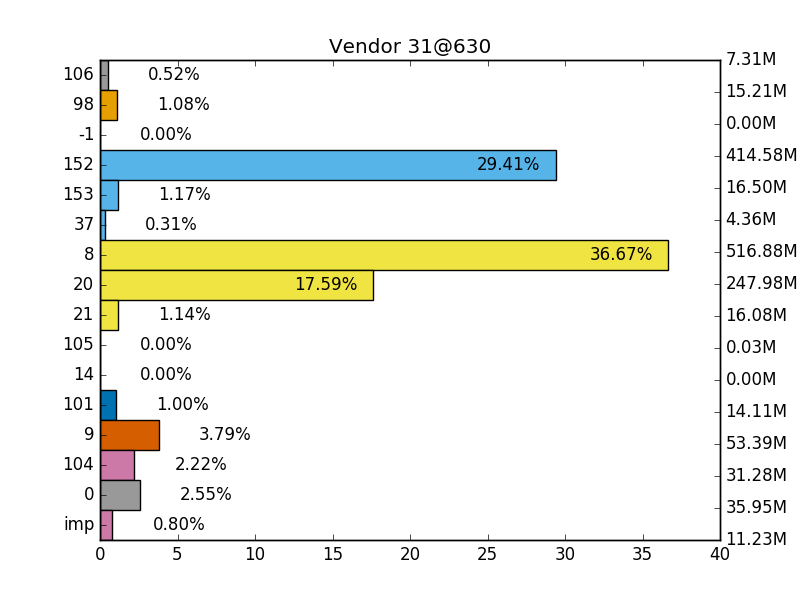 Vendor 31@630
106 0.52% 7.31M
98 1.08% 15.21M
-1 0.00% 0.00M
152 29.41% 414.58M
153 1.17% 16.50M
37 0.31% 4.36M
8 36.67% 516.88M
20 17.59% 247.98M
21 1.14% 16.08M
105 0.00% 0.03M
14 0.00% 0.00M
101 1.00% 14.11M
9 3.79% 53.39M
104 2.22% 31.28M
0 2.55% 35.95M
imp 0.80% 11.23M
0 5 10 15 20 25 30 35 40